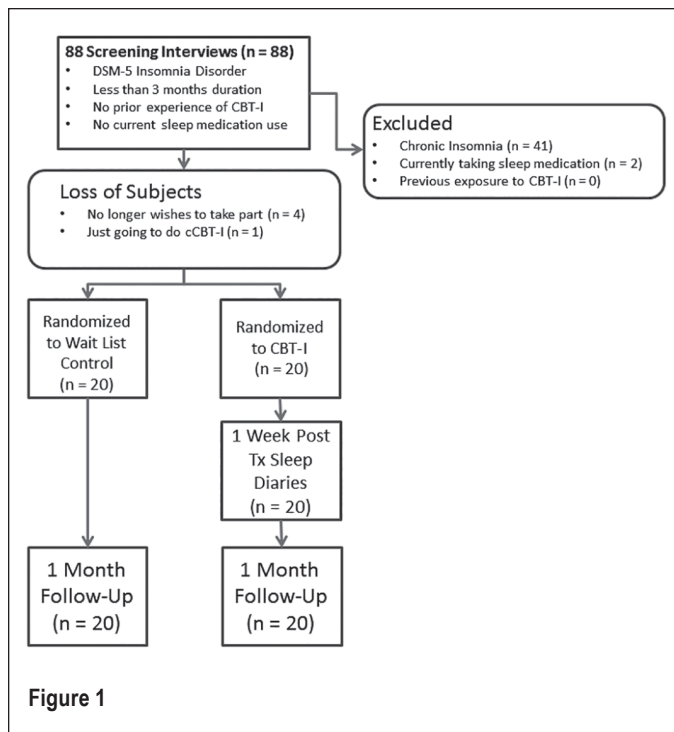 88 Screening Interviews (n = 88)
• DSM-5 Insomnia Disorder
• Less than 3 months duration
• No prior experience of CBT-I
• No current sleep medication use
Excluded
• Chronic Insomnia (n = 41)
• Currently taking sleep medication (n = 2)
• Previous exposure to CBT-I (n = 0)
Loss of Subjects
• No longer wishes to take part (n = 4)
• Just going to do cCBT-I (n = 1)
Randomized
to Wait List
Control
(n = 20)
Randomized
to CBT-I
(n = 20)
1 Week Post
Tx Sleep
Diaries
(n = 20)
1 Month
Follow-Up
(n = 20)
1 Month
Follow-Up
(n = 20)
Figure 1